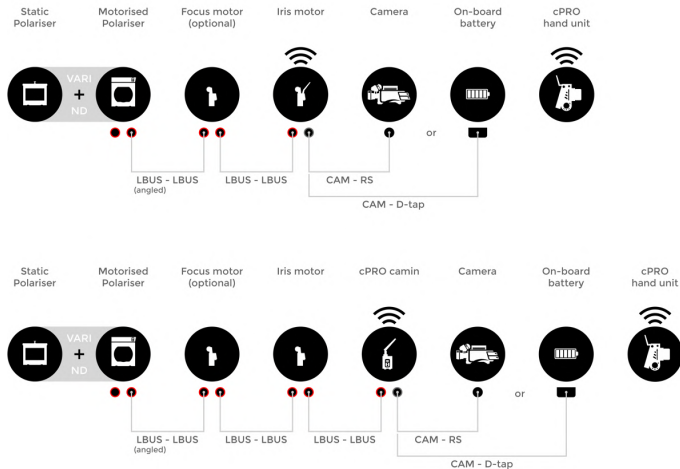 Static Polariser
Motorised Polariser
Focus motor (optional)
Iris motor
Camera
On-board battery
cPRO hand unit
VARI
+
ND
or
LBUS - LBUS
(angled)
LBUS - LBUS
CAM - RS
CAM - D-tap
Static Polariser
Motorised Polariser
Focus motor (optional)
Iris motor
cPRO camin
Camera
On-board battery
cPRO hand unit
VARI
+
ND
or
LBUS - LBUS
(angled)
LBUS - LBUS
LBUS - LBUS
CAM - RS
CAM - D-tap